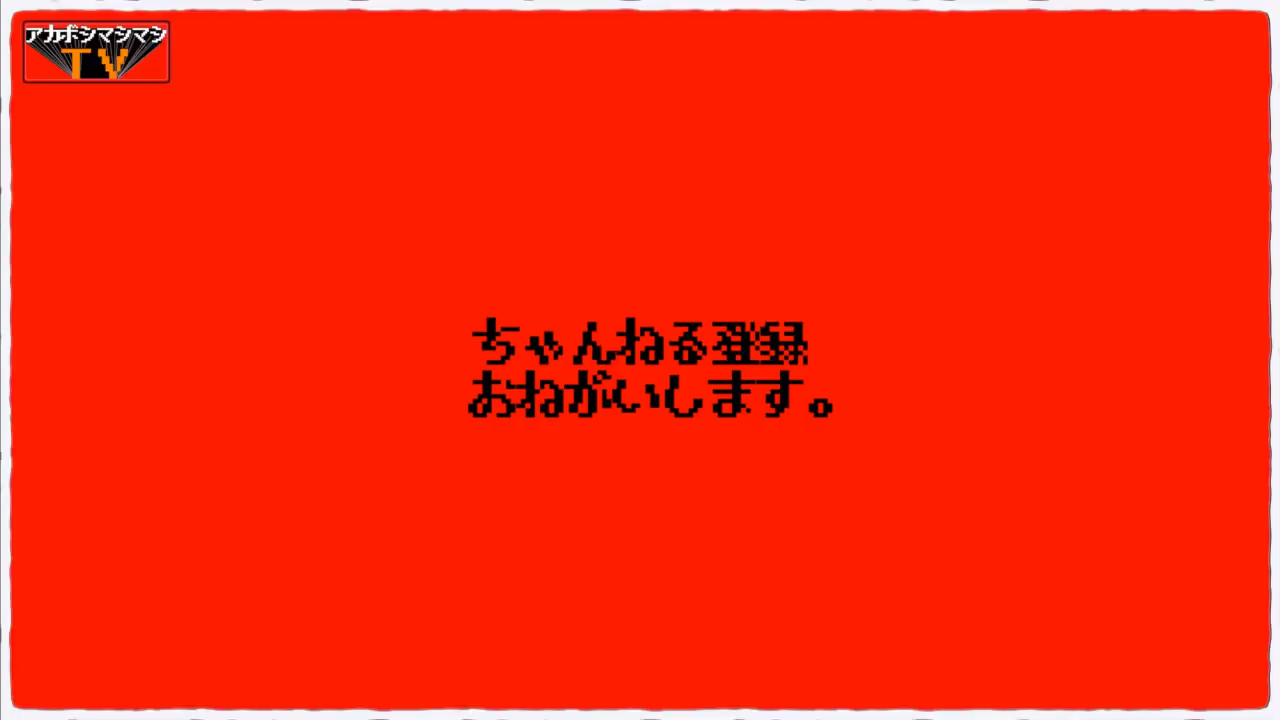 アカボシマシマシ
TV
ちゃんねる登録
おねがいします。